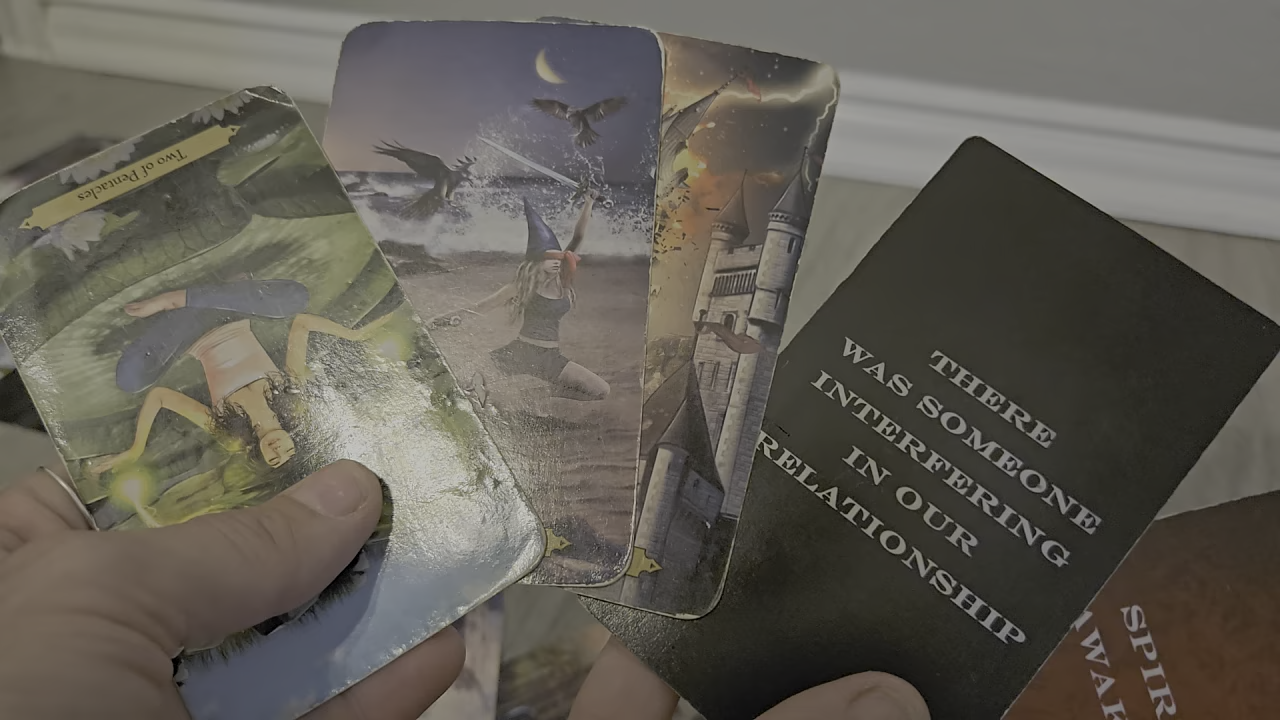 Two of Pentacles
THERE
WAS SOMEONE
INTERFERING
IN OUR
RELATIONSHIP
SPIR